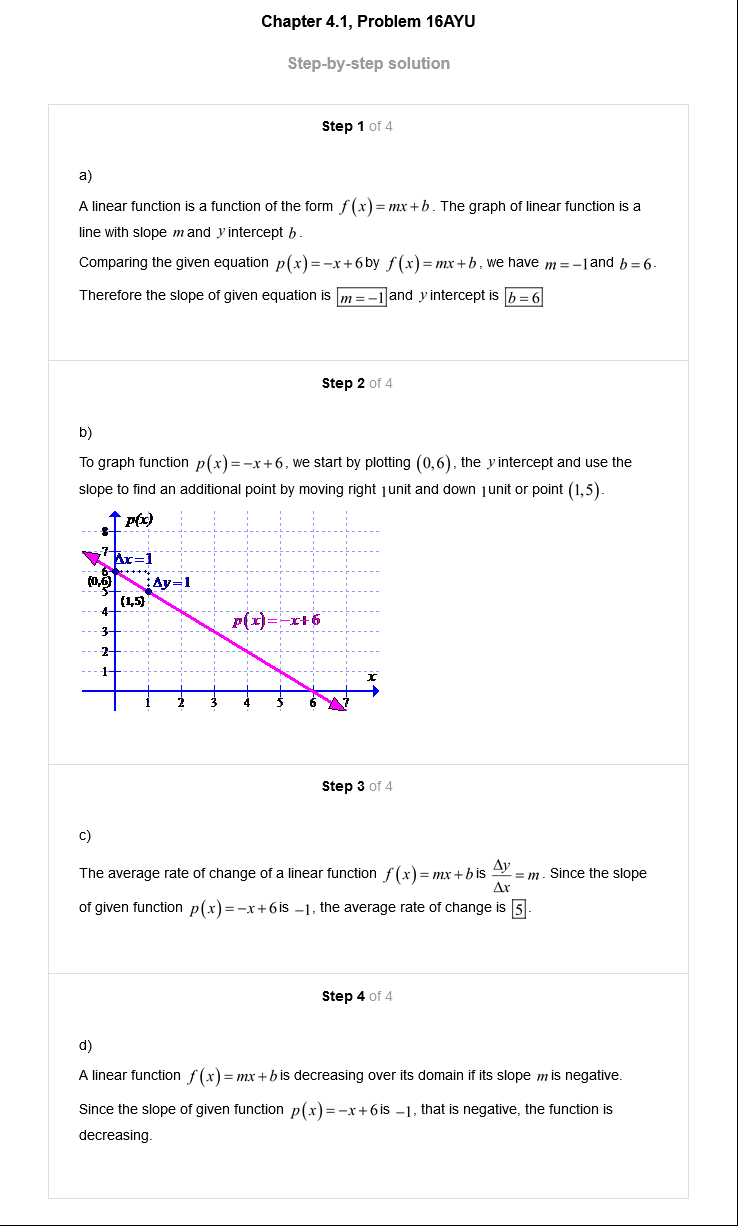 Chapter 4.1, Problem 16AYU
Step-by-step solution
Step 1 of 4
a)
A linear function is a function of the form f(x)=mx+b. The graph of linear function is a
line with slope m and y intercept b.
Comparing the given equation p(x)=−x+6 by f(x)=mx+b, we have m=−1 and b=6.
Therefore the slope of given equation is m=−1 and y intercept is b=6
Step 2 of 4
b)
To graph function p(x)=−x+6, we start by plotting (0,6), the y intercept and use the
slope to find an additional point by moving right 1 unit and down 1 unit or point (1,5).
p(x)
8
7
Δx=1
6
(0,6)
Δy=1
5
(1,5)
4
p(x)=−x+6
3
2
1
x
1 2 3 4 5 6 7
Step 3 of 4
c)
The average rate of change of a linear function f(x)=mx+b is Δy/Δx=m. Since the slope
of given function p(x)=−x+6 is −1, the average rate of change is 5.
Step 4 of 4
d)
A linear function f(x)=mx+b is decreasing over its domain if its slope m is negative.
Since the slope of given function p(x)=−x+6 is −1, that is negative, the function is
decreasing.